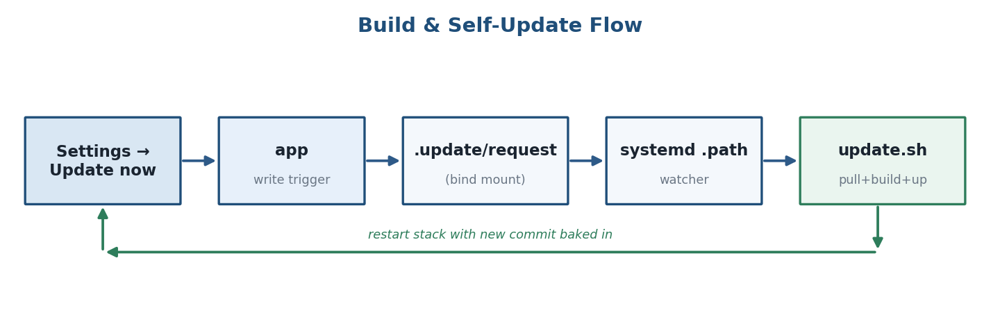 Build & Self-Update Flow
Settings →
Update now
app
write trigger
.update/request
(bind mount)
systemd .path
watcher
update.sh
pull+build+up
restart stack with new commit baked in